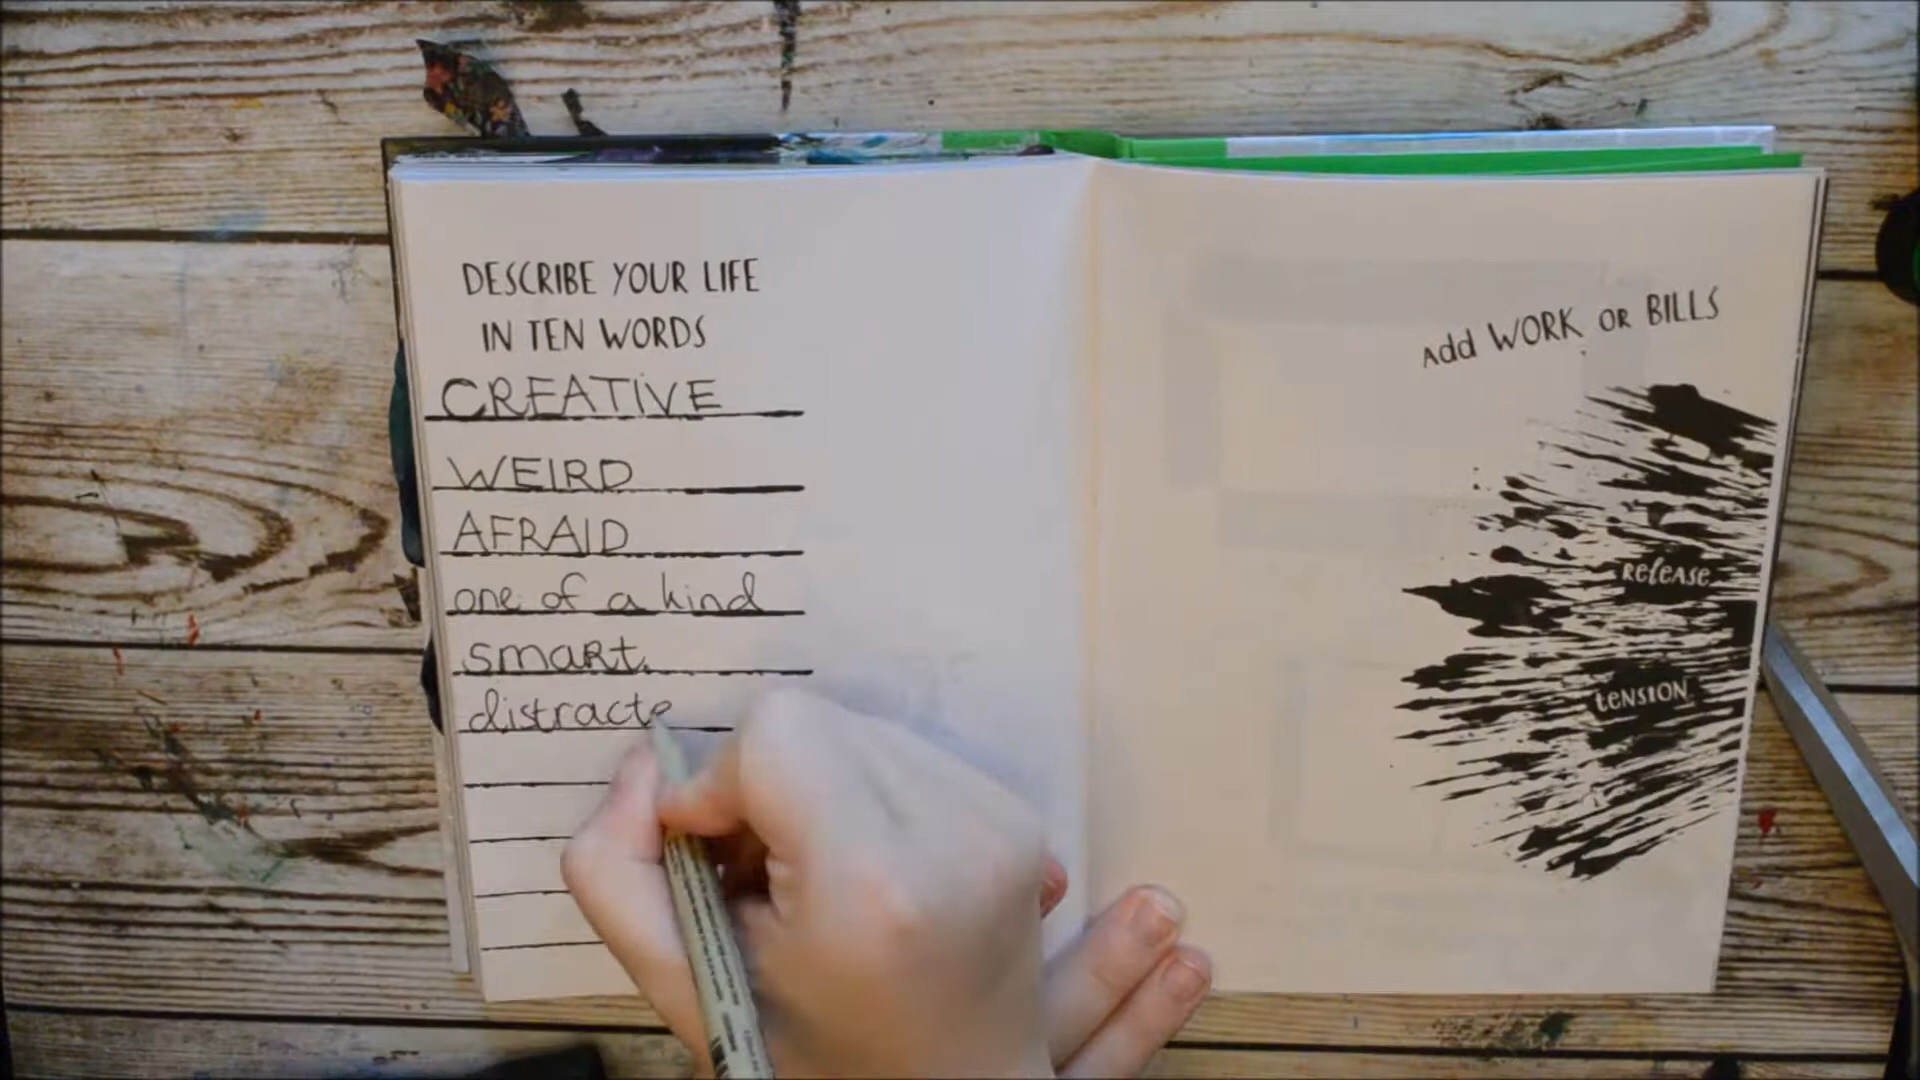 DESCRIBE YOUR LIFE
IN TEN WORDS
CREATIVE
WEIRD
AFRAID
one of a kind
smart.
distracte
Add WORK OR BILLS
RELEASE
tENSION